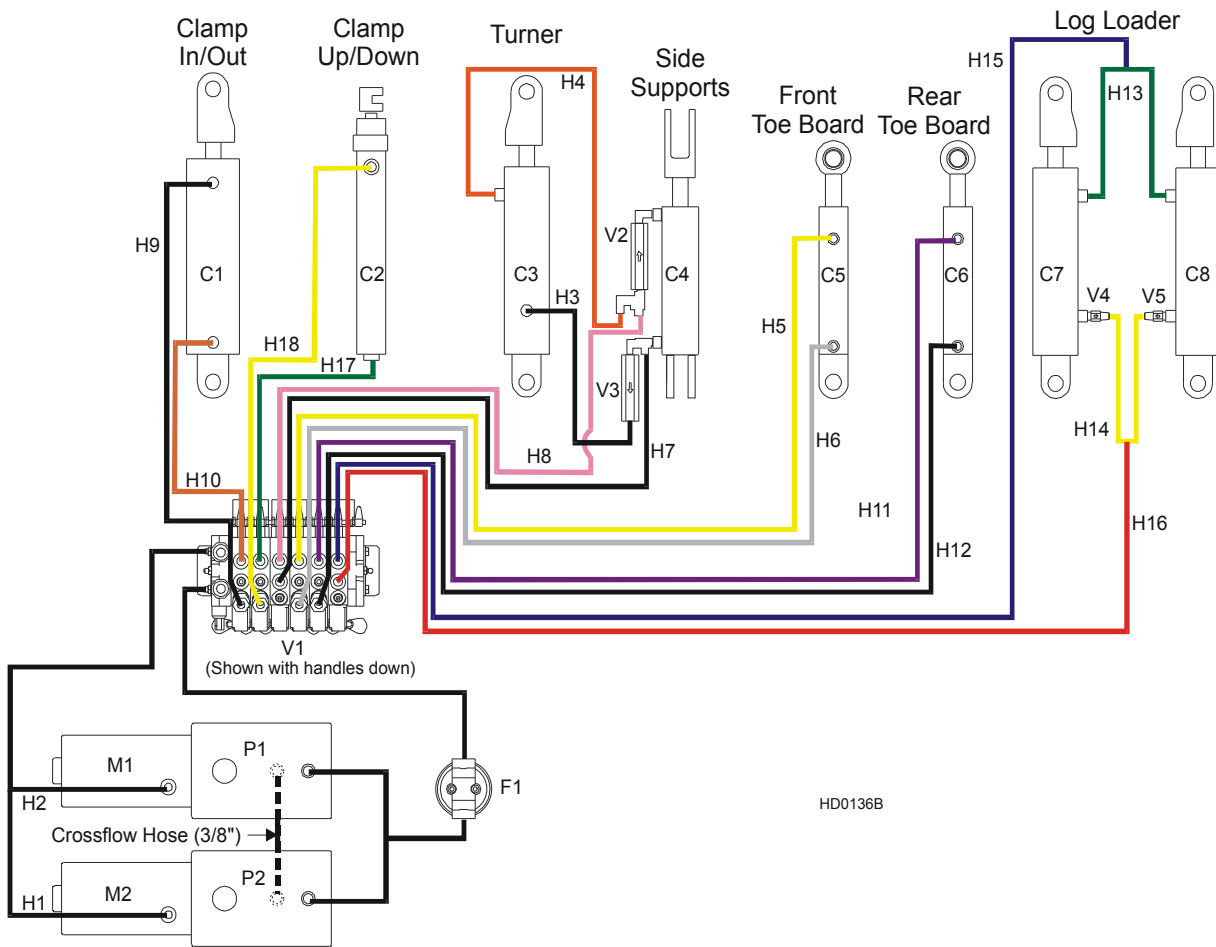 Clamp
In/Out
Clamp
Up/Down
Turner
Side
Supports
Front
Toe Board
Rear
Toe Board
Log Loader
H15
H4
H13
H9
C1
C2
C3
V2
C4
C5
C6
C7
C8
V4
V5
H3
H5
H18
H17
V3
H6
H14
H8
H7
H10
H11
H16
H12
V1
(Shown with handles down)
M1
P1
F1
H2
HD0136B
Crossflow Hose (3/8")
M2
P2
H1